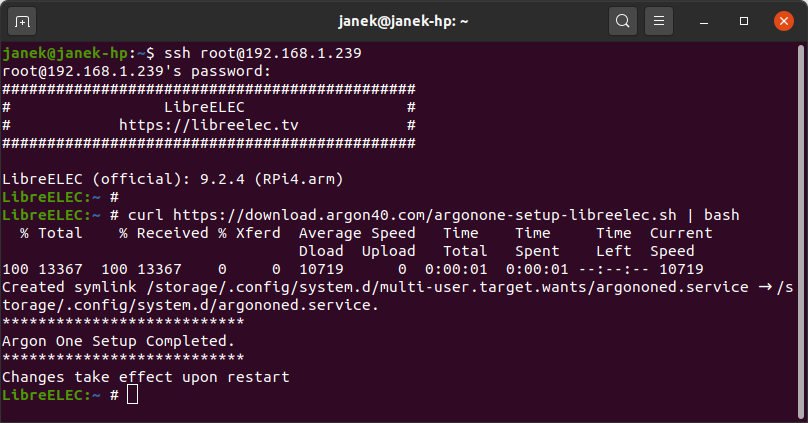 janek@janek-hp: ~
janek@janek-hp:~$ ssh root@192.168.1.239
root@192.168.1.239's password:
##############################################
#                 LibreELEC                  #
#            https://libreelec.tv            #
##############################################
LibreELEC (official): 9.2.4 (RPi4.arm)
LibreELEC:~ #
LibreELEC:~ # curl https://download.argon40.com/argonone-setup-libreelec.sh | bash
  % Total    % Received % Xferd  Average Speed   Time    Time     Time  Current
                                 Dload  Upload   Total   Spent    Left  Speed
100 13367  100 13367    0     0  10719      0  0:00:01  0:00:01 --:--:-- 10719
Created symlink /storage/.config/system.d/multi-user.target.wants/argononed.service → /s
torage/.config/system.d/argononed.service.
***************************
Argon One Setup Completed.
***************************
Changes take effect upon restart
LibreELEC:~ #